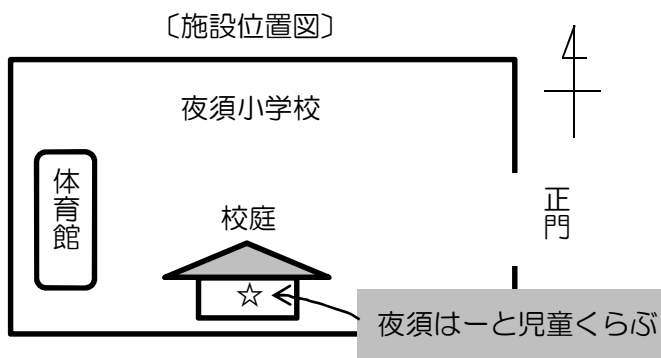 〔施設位置図〕
夜須小学校
体育館
正門
校庭
☆
夜須はーと児童くらぶ